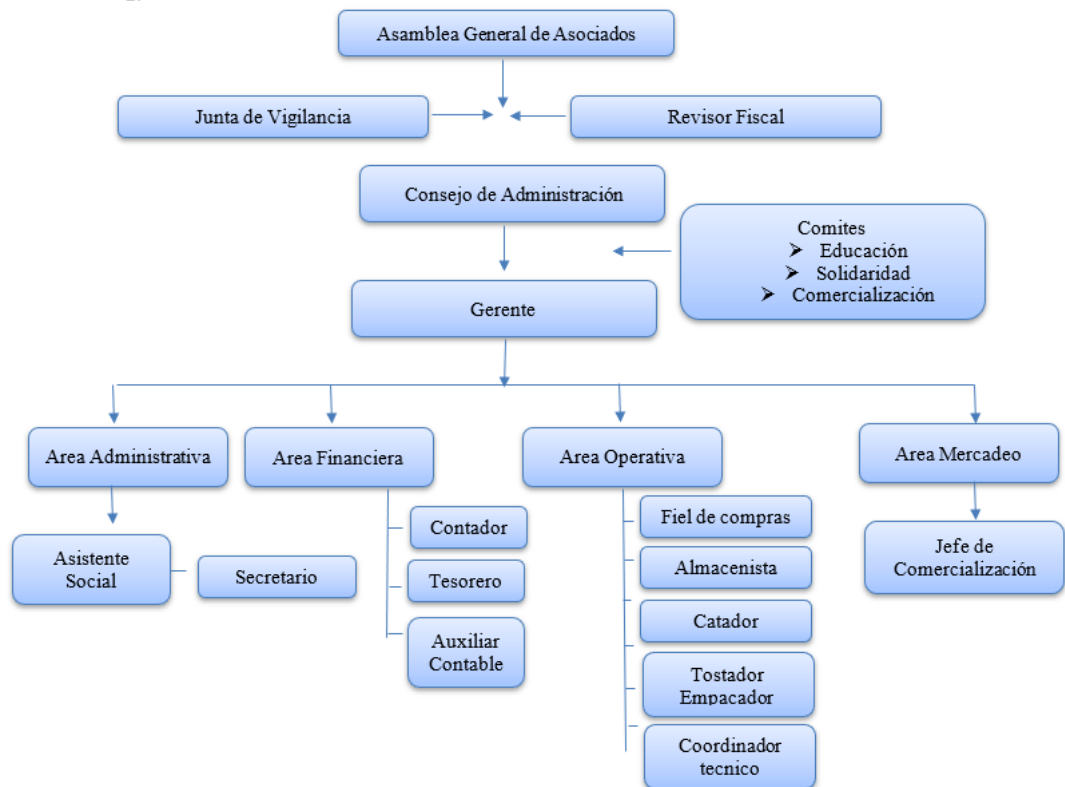 Asamblea General de Asociados
Junta de Vigilancia
Revisor Fiscal
Consejo de Administración
Comites
➤ Educación
➤ Solidaridad
➤ Comercialización
Gerente
Area Administrativa
Area Financiera
Area Operativa
Area Mercadeo
Asistente
Social
Secretario
Contador
Tesorero
Auxiliar
Contable
Fiel de compras
Almacenista
Catador
Tostador
Empacador
Coordinador
tecnico
Jefe de
Comercialización